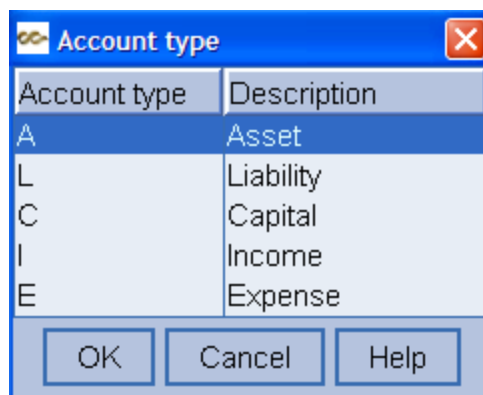 Account type
Account type Description
A Asset
L Liability
C Capital
I Income
E Expense
OK Cancel Help